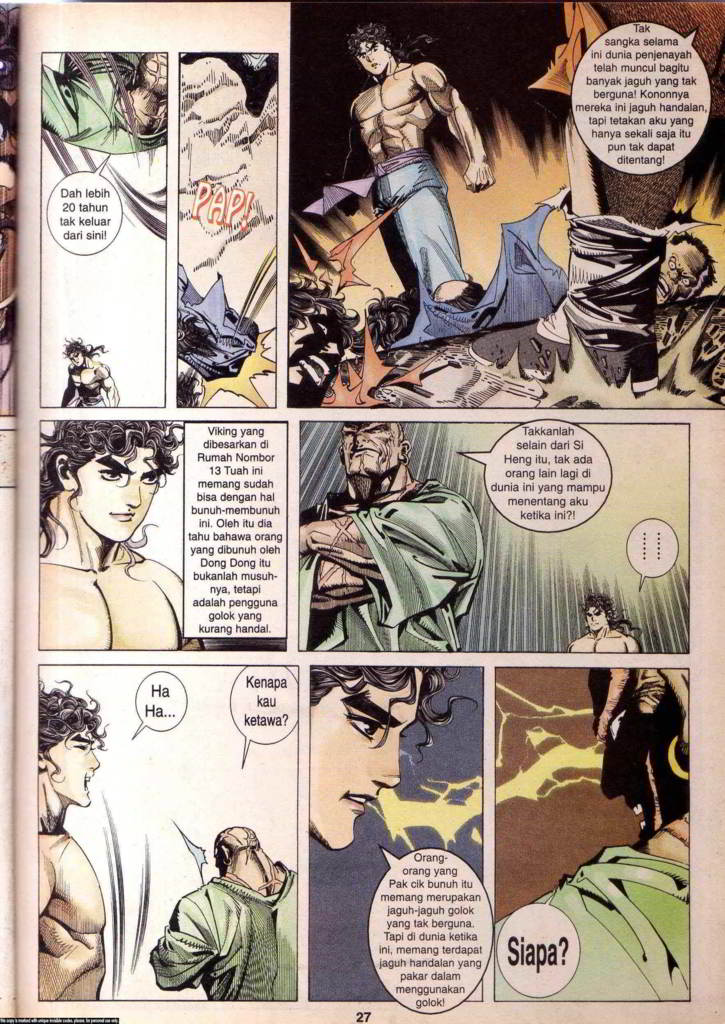 Dah lebih
20 tahun
tak keluar
dari sini!
PAP!
Tak
sangka selama
ini dunia penjenayah
telah muncul bagitu
banyak jaguh yang tak
berguna! Kononnya
mereka ini jaguh handalan,
tapi tetakan aku yang
hanya sekali saja itu
pun tak dapat
ditentang!
Viking yang
dibesarkan di
Rumah Nombor
13 Tuah ini
memang sudah
bisa dengan hal
bunuh-membunuh
ini. Oleh itu dia
tahu bahawa orang
yang dibunuh oleh
Dong Dong itu
bukanlah musuh-
nya, tetapi
adalah pengguna
golok yang
kurang handal.
Takkanlah
selain dari Si
Heng itu, tak ada
orang lain lagi di
dunia ini yang mampu
menentang aku
ketika ini?!
Ha
Ha...
Kenapa
kau
ketawa?
Orang-
orang yang
Pak cik bunuh itu
memang merupakan
jaguh-jaguh golok
yang tak berguna.
Tapi di dunia ketika
ini, memang terdapat
jaguh handalan yang
pakar dalam
menggunakan
golok!
Siapa?
27